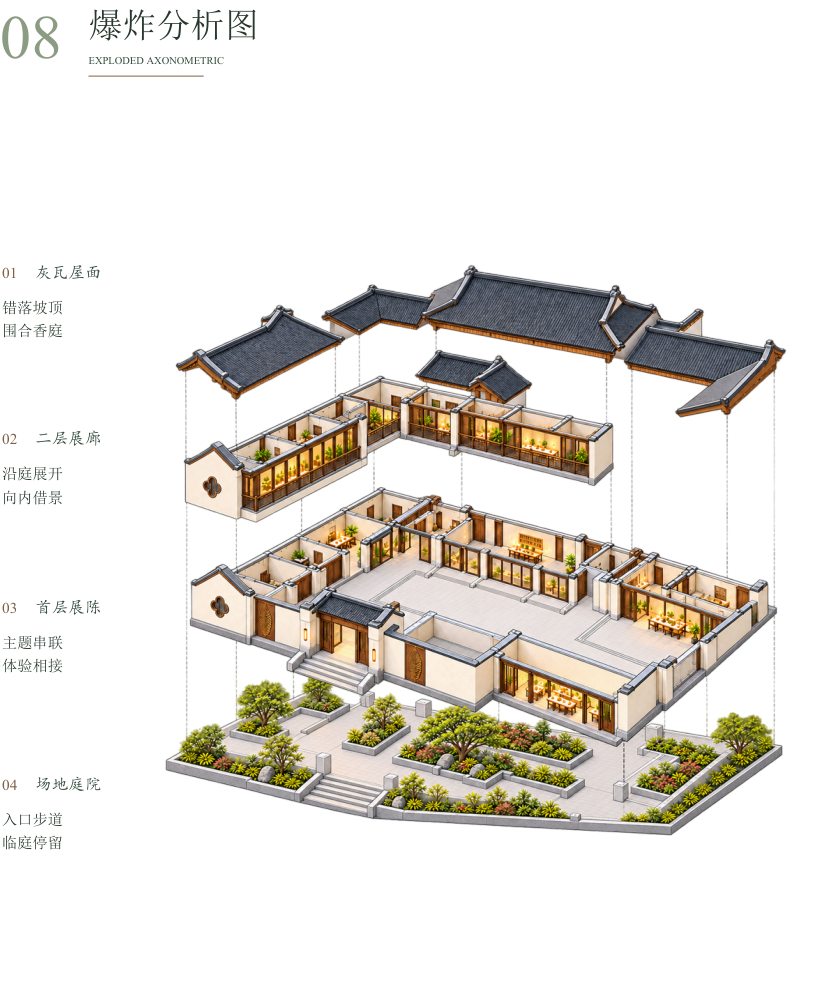 08
爆炸分析图
EXPLODED AXONOMETRIC
01 灰瓦屋面
错落坡顶
围合香庭
02 二层展廊
沿庭展开
向内借景
03 首层展陈
主题串联
体验相接
04 场地庭院
入口步道
临庭停留